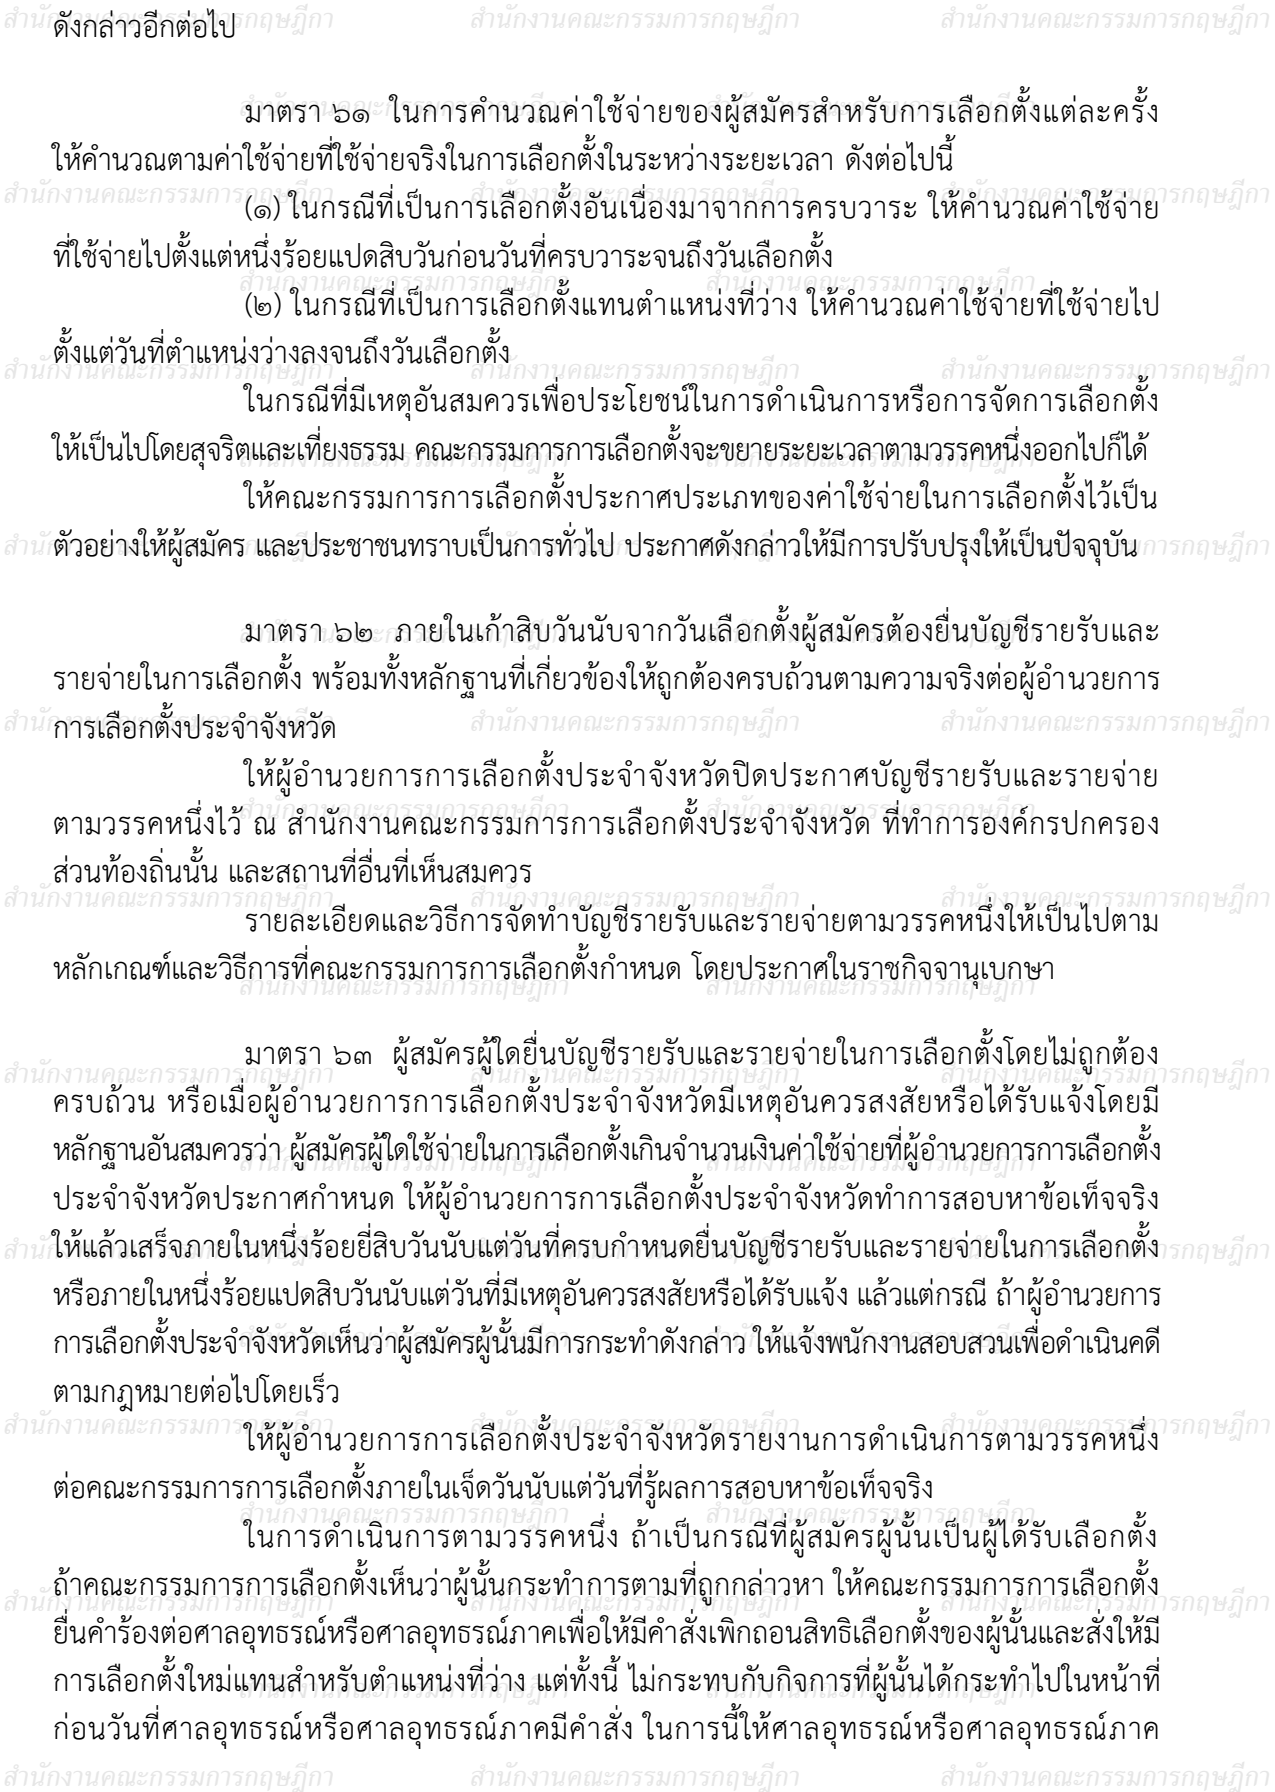 ดังกล่าวอีกต่อไป
มาตรา ๖๑ ในการคำนวณค่าใช้จ่ายของผู้สมัครสำหรับการเลือกตั้งแต่ละครั้ง
ให้คำนวณตามค่าใช้จ่ายที่ใช้จ่ายจริงในการเลือกตั้งในระหว่างระยะเวลา ดังต่อไปนี้
(๑) ในกรณีที่เป็นการเลือกตั้งอันเนื่องมาจากการครบวาระ ให้คำนวณค่าใช้จ่าย
ที่ใช้จ่ายไปตั้งแต่หนึ่งร้อยแปดสิบวันก่อนวันที่ครบวาระจนถึงวันเลือกตั้ง
(๒) ในกรณีที่เป็นการเลือกตั้งแทนตำแหน่งที่ว่าง ให้คำนวณค่าใช้จ่ายที่ใช้จ่ายไป
ตั้งแต่วันที่ตำแหน่งว่างลงจนถึงวันเลือกตั้ง
ในกรณีที่มีเหตุอันสมควรเพื่อประโยชน์ในการดำเนินการหรือการจัดการเลือกตั้ง
ให้เป็นไปโดยสุจริตและเที่ยงธรรม คณะกรรมการการเลือกตั้งจะขยายระยะเวลาตามวรรคหนึ่งออกไปก็ได้
ให้คณะกรรมการการเลือกตั้งประกาศประเภทของค่าใช้จ่ายในการเลือกตั้งไว้เป็น
ตัวอย่างให้ผู้สมัคร และประชาชนทราบเป็นการทั่วไป ประกาศดังกล่าวให้มีการปรับปรุงให้เป็นปัจจุบัน
มาตรา ๖๒ ภายในเก้าสิบวันนับจากวันเลือกตั้งผู้สมัครต้องยื่นบัญชีรายรับและ
รายจ่ายในการเลือกตั้ง พร้อมทั้งหลักฐานที่เกี่ยวข้องให้ถูกต้องครบถ้วนตามความจริงต่อผู้อำนวยการ
การเลือกตั้งประจำจังหวัด
ให้ผู้อำนวยการการเลือกตั้งประจำจังหวัดปิดประกาศบัญชีรายรับและรายจ่าย
ตามวรรคหนึ่งไว้ ณ สำนักงานคณะกรรมการการเลือกตั้งประจำจังหวัด ที่ทำการองค์กรปกครอง
ส่วนท้องถิ่นนั้น และสถานที่อื่นที่เห็นสมควร
รายละเอียดและวิธีการจัดทำบัญชีรายรับและรายจ่ายตามวรรคหนึ่งให้เป็นไปตาม
หลักเกณฑ์และวิธีการที่คณะกรรมการการเลือกตั้งกำหนด โดยประกาศในราชกิจจานุเบกษา
มาตรา ๖๓ ผู้สมัครผู้ใดยื่นบัญชีรายรับและรายจ่ายในการเลือกตั้งโดยไม่ถูกต้อง
ครบถ้วน หรือเมื่อผู้อำนวยการการเลือกตั้งประจำจังหวัดมีเหตุอันควรสงสัยหรือได้รับแจ้งโดยมี
หลักฐานอันสมควรว่า ผู้สมัครผู้ใดใช้จ่ายในการเลือกตั้งเกินจำนวนเงินค่าใช้จ่ายที่ผู้อำนวยการการเลือกตั้ง
ประจำจังหวัดประกาศกำหนด ให้ผู้อำนวยการการเลือกตั้งประจำจังหวัดทำการสอบหาข้อเท็จจริง
ให้แล้วเสร็จภายในหนึ่งร้อยยี่สิบวันนับแต่วันที่ครบกำหนดยื่นบัญชีรายรับและรายจ่ายในการเลือกตั้ง
หรือภายในหนึ่งร้อยแปดสิบวันนับแต่วันที่มีเหตุอันควรสงสัยหรือได้รับแจ้ง แล้วแต่กรณี ถ้าผู้อำนวยการ
การเลือกตั้งประจำจังหวัดเห็นว่าผู้สมัครผู้นั้นมีการกระทำดังกล่าว ให้แจ้งพนักงานสอบสวนเพื่อดำเนินคดี
ตามกฎหมายต่อไปโดยเร็ว
ให้ผู้อำนวยการการเลือกตั้งประจำจังหวัดรายงานการดำเนินการตามวรรคหนึ่ง
ต่อคณะกรรมการการเลือกตั้งภายในเจ็ดวันนับแต่วันที่รู้ผลการสอบหาข้อเท็จจริง
ในการดำเนินการตามวรรคหนึ่ง ถ้าเป็นกรณีที่ผู้สมัครผู้นั้นเป็นผู้ได้รับเลือกตั้ง
ถ้าคณะกรรมการการเลือกตั้งเห็นว่าผู้นั้นกระทำการตามที่ถูกกล่าวหา ให้คณะกรรมการการเลือกตั้ง
ยื่นคำร้องต่อศาลอุทธรณ์หรือศาลอุทธรณ์ภาคเพื่อให้มีคำสั่งเพิกถอนสิทธิเลือกตั้งของผู้นั้นและสั่งให้มี
การเลือกตั้งใหม่แทนสำหรับตำแหน่งที่ว่าง แต่ทั้งนี้ ไม่กระทบกับกิจการที่ผู้นั้นได้กระทำไปในหน้าที่
ก่อนวันที่ศาลอุทธรณ์หรือศาลอุทธรณ์ภาคมีคำสั่ง ในการนี้ให้ศาลอุทธรณ์หรือศาลอุทธรณ์ภาค
สำนักงานคณะกรรมการกฤษฎีกา สำนักงานคณะกรรมการกฤษฎีกา สำนักงานคณะกรรมการกฤษฎีกา